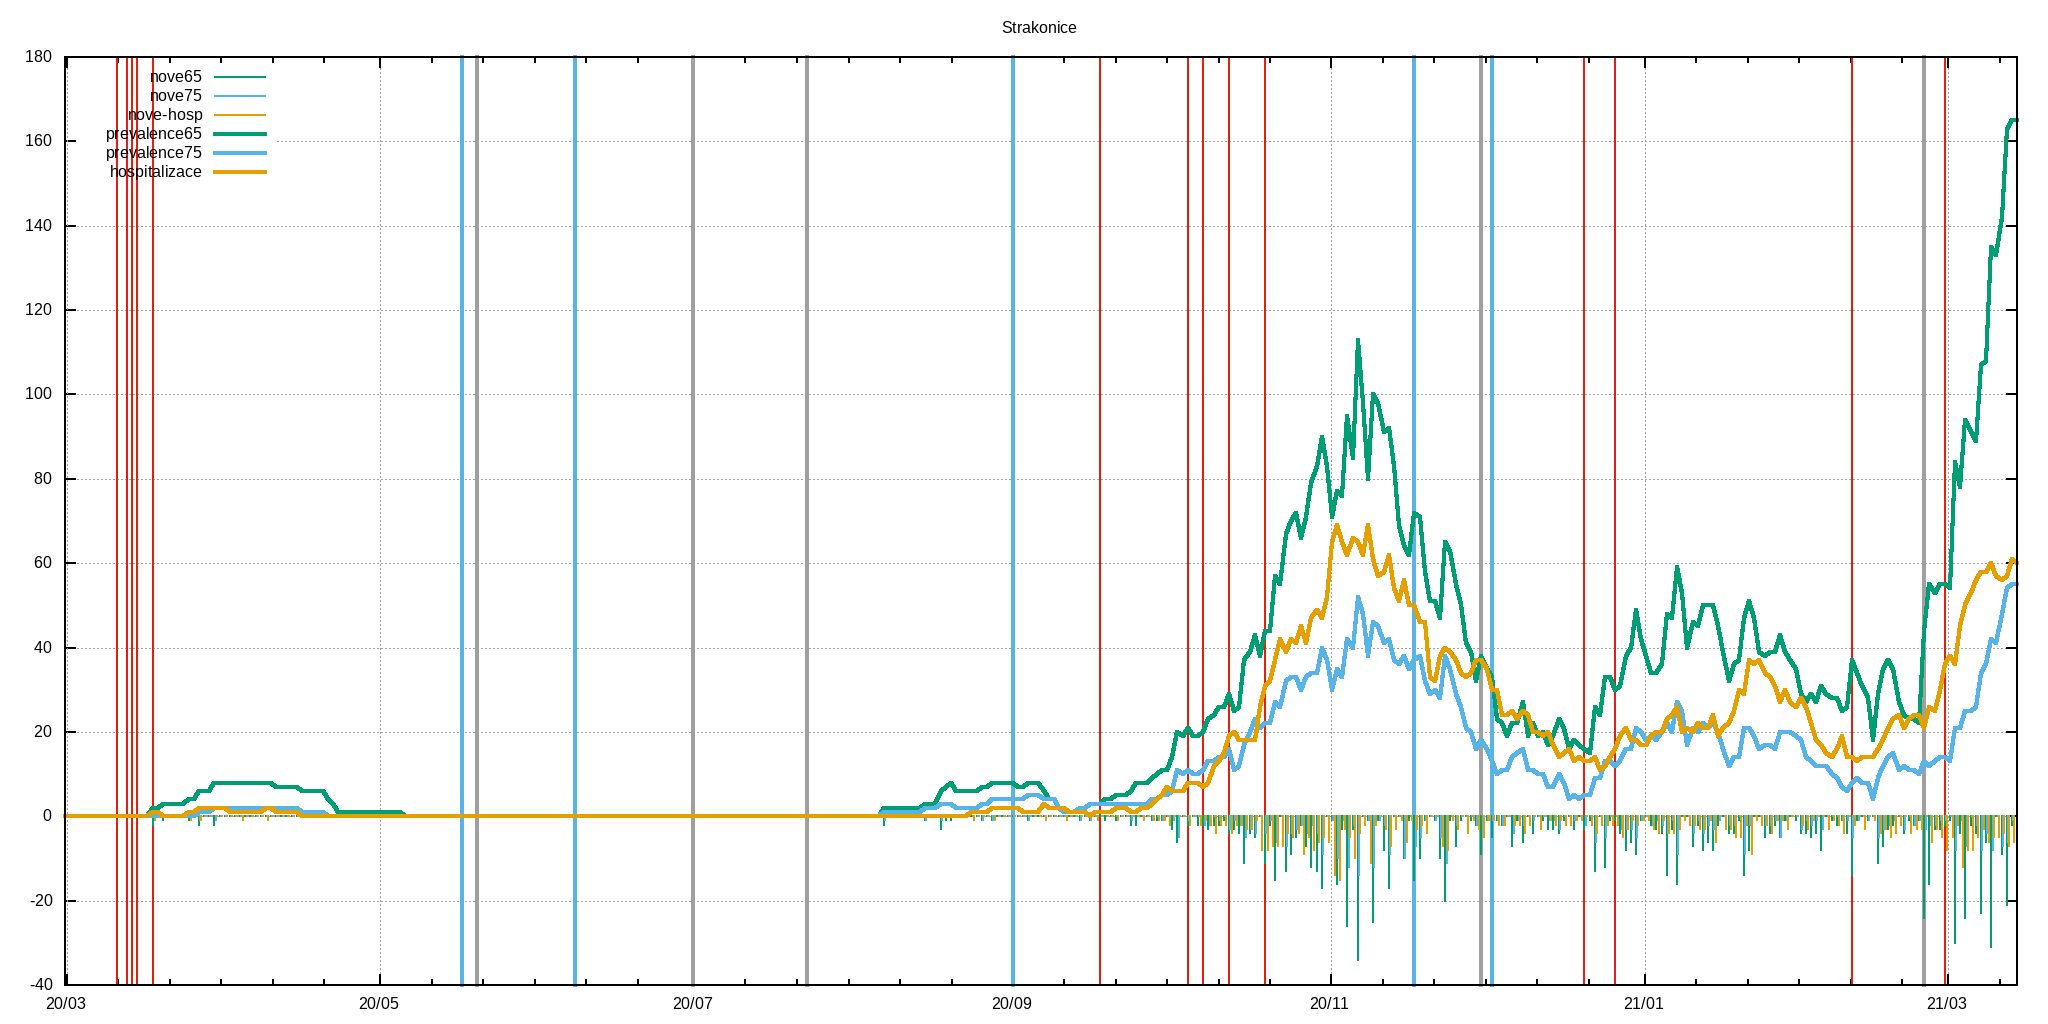 Strakonice
180
160
140
120
100
80
60
40
20
0
-20
-40
nove65
nove75
nove-hosp
prevalence65
prevalence75
hospitalizace
20/03 20/05 20/07 20/09 20/11 21/01 21/03